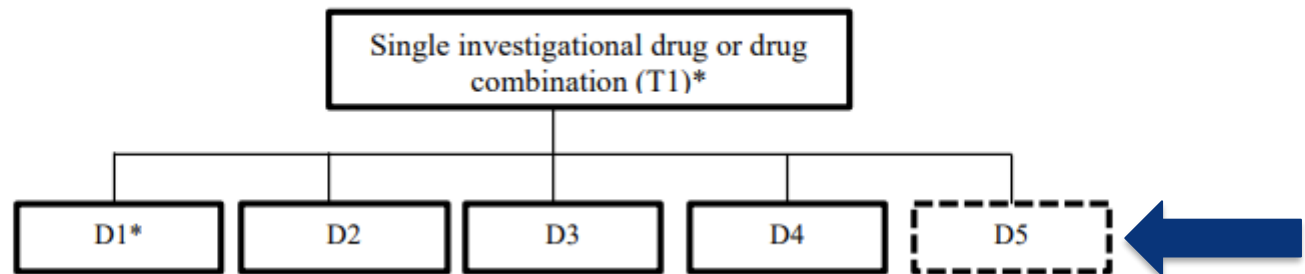 Single investigational drug or drug
combination (T1)*
D1*
D2
D3
D4
D5